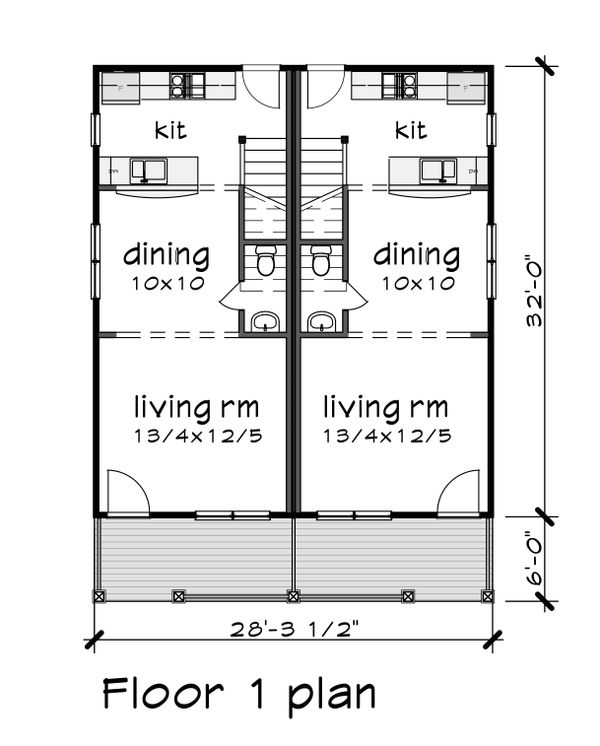 F
F
kit
kit
DW
DW
dining
10x10
dining
10x10
32'-0"
living rm
13/4x12/5
living rm
13/4x12/5
6'-0"
28'-3 1/2"
Floor 1 plan